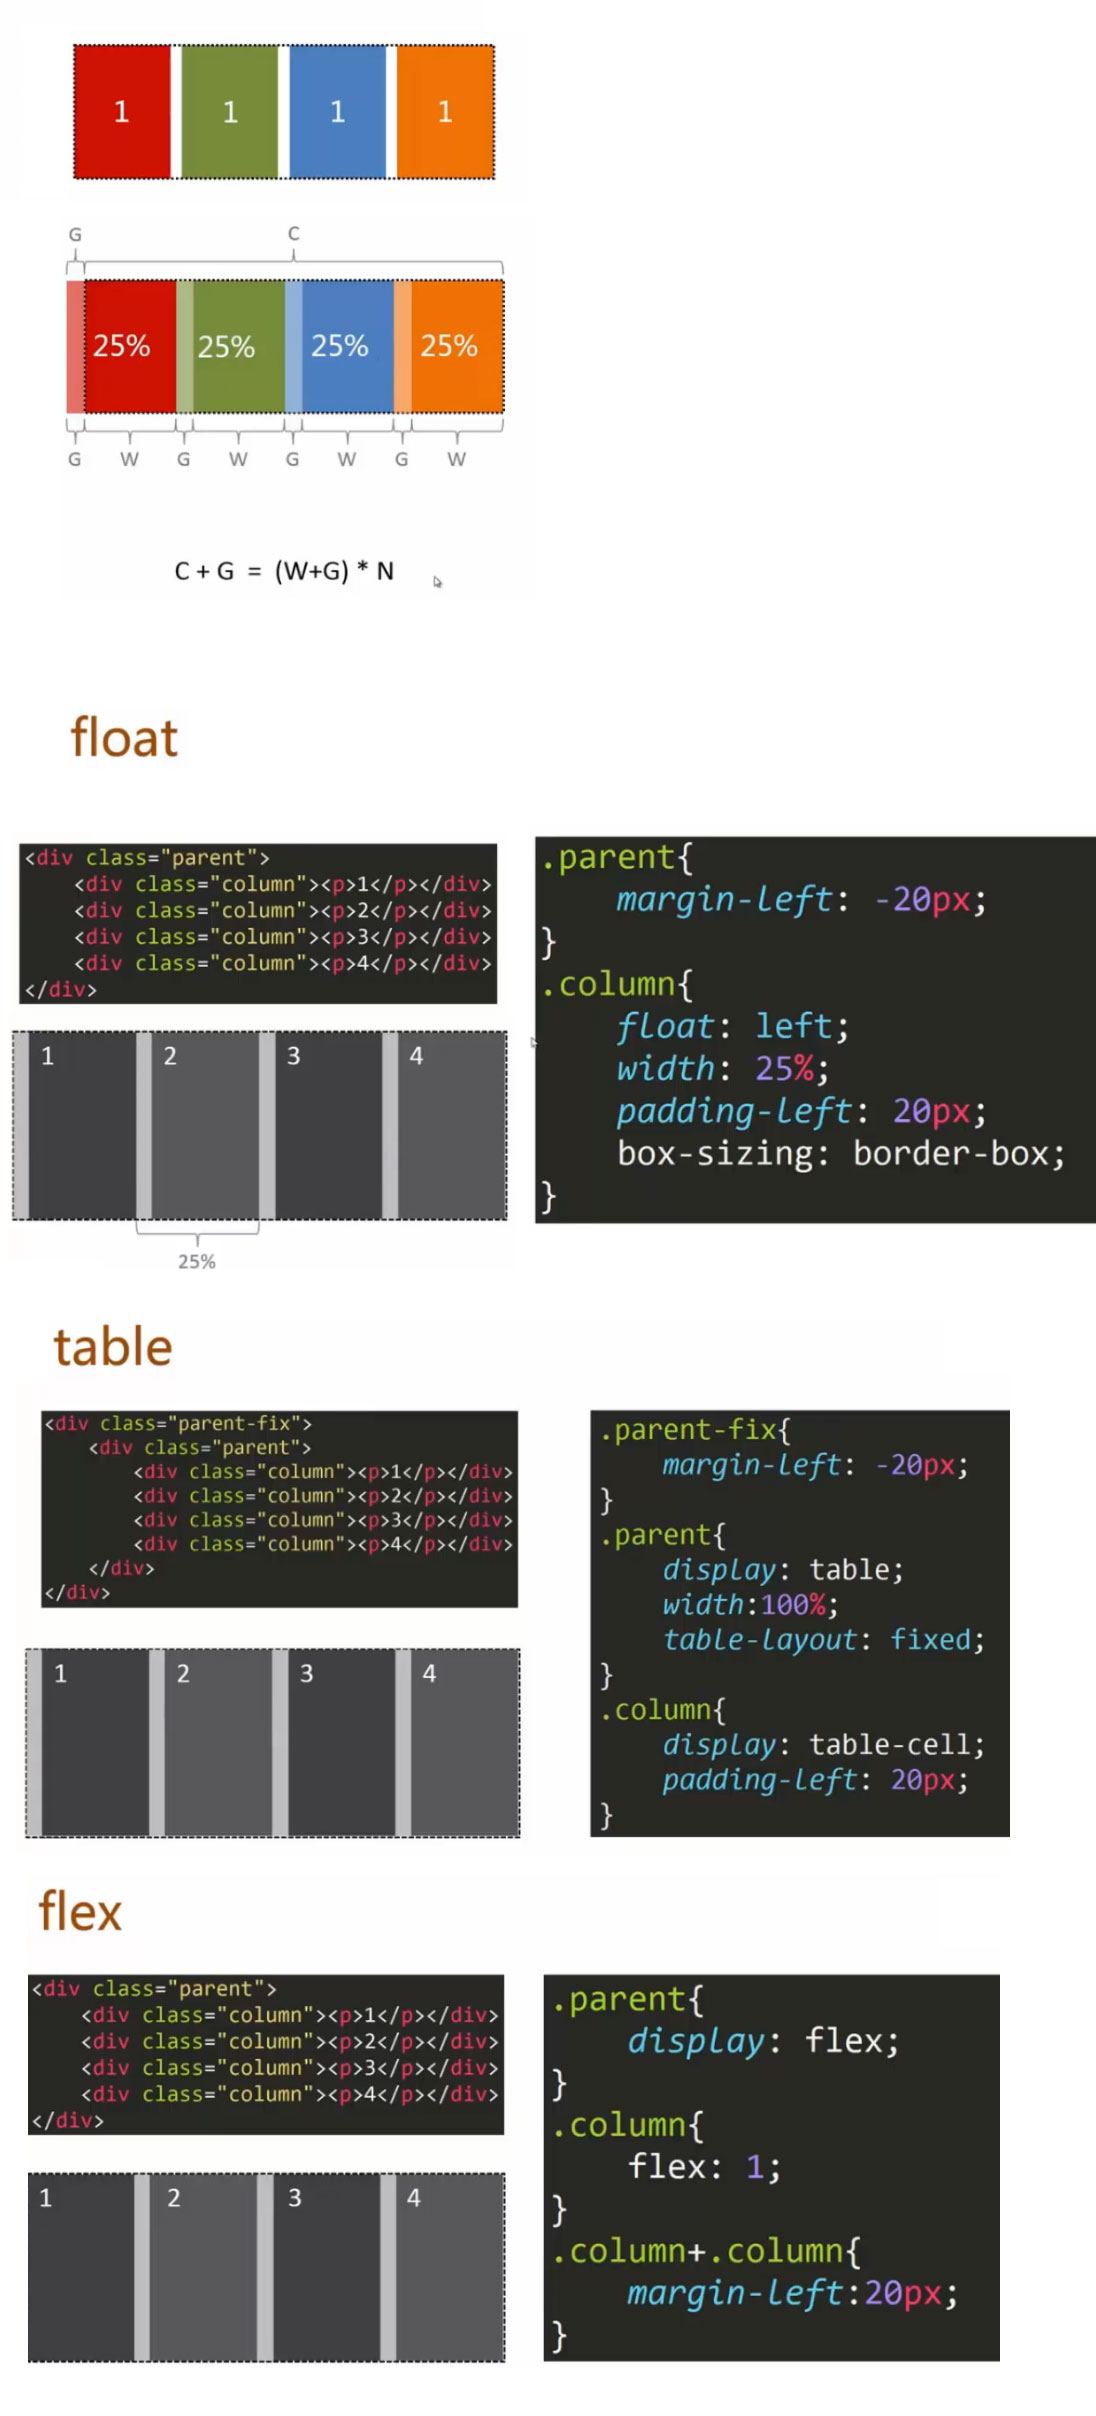 1 1 1 1
G C
25% 25% 25% 25%
G W G W G W G W
C + G = (W+G) * N
float
<div class="parent">
<div class="column"><p>1</p></div>
<div class="column"><p>2</p></div>
<div class="column"><p>3</p></div>
<div class="column"><p>4</p></div>
</div>
1 2 3 4
25%
.parent{
margin-left: -20px;
}
.column{
float: left;
width: 25%;
padding-left: 20px;
box-sizing: border-box;
}
table
<div class="parent-fix">
<div class="parent">
<div class="column"><p>1</p></div>
<div class="column"><p>2</p></div>
<div class="column"><p>3</p></div>
<div class="column"><p>4</p></div>
</div>
</div>
1 2 3 4
.parent-fix{
margin-left: -20px;
}
.parent{
display: table;
width:100%;
table-layout: fixed;
}
.column{
display: table-cell;
padding-left: 20px;
}
flex
<div class="parent">
<div class="column"><p>1</p></div>
<div class="column"><p>2</p></div>
<div class="column"><p>3</p></div>
<div class="column"><p>4</p></div>
</div>
1 2 3 4
.parent{
display: flex;
}
.column{
flex: 1;
}
.column+.column{
margin-left:20px;
}